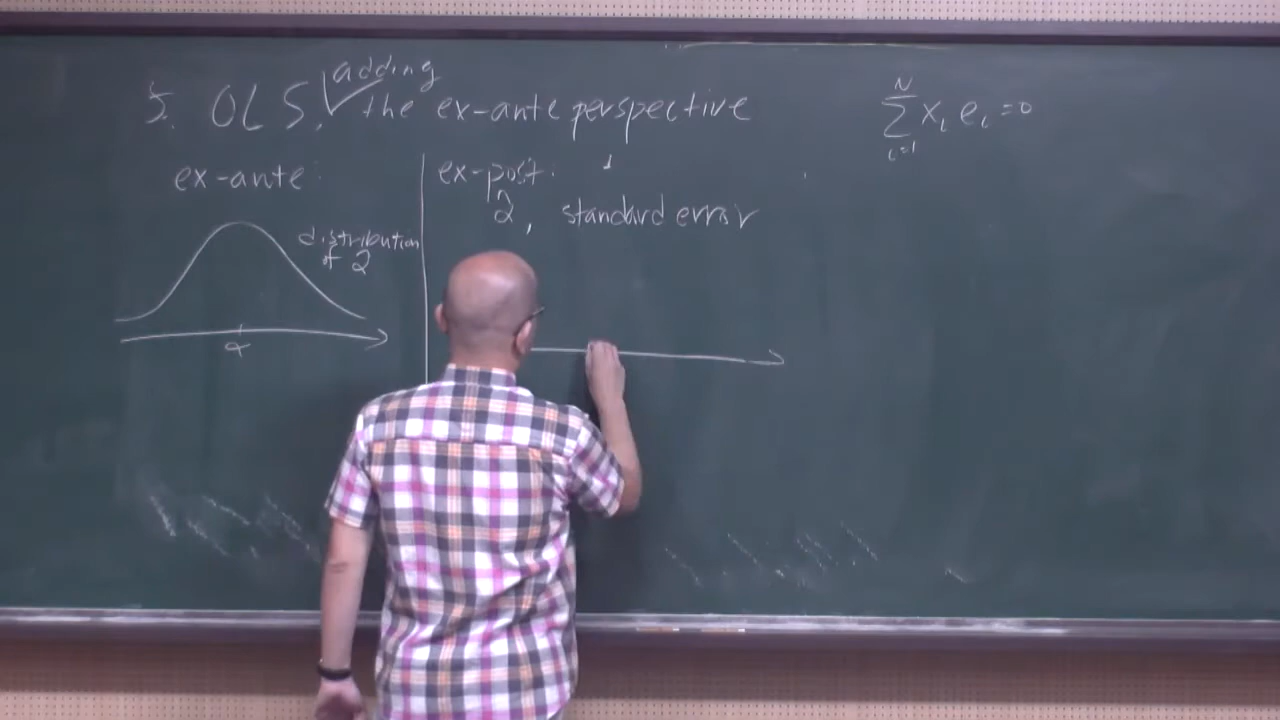 5. OLS, adding the ex-ante perspective
ex-ante:
distribution
of α̂
α
ex-post:
α̂, standard error
N
∑ xᵢ eᵢ = 0
i=1